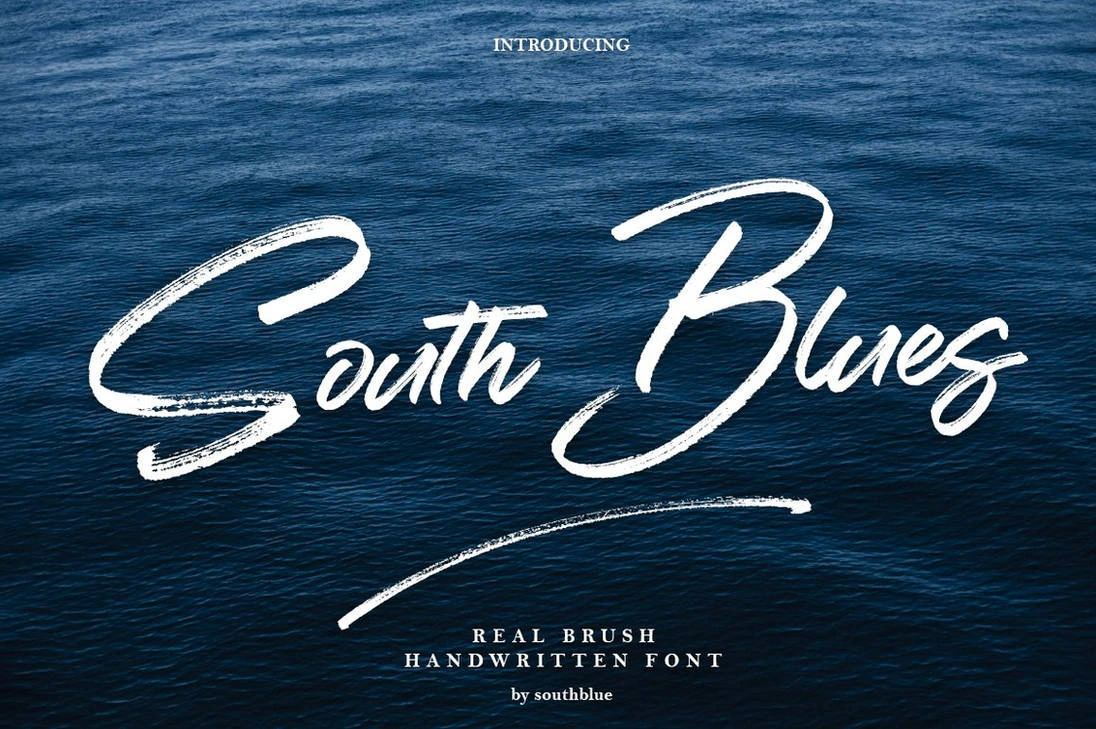 INTRODUCING
South Blues
REAL BRUSH
HANDWRITTEN FONT
by southblue